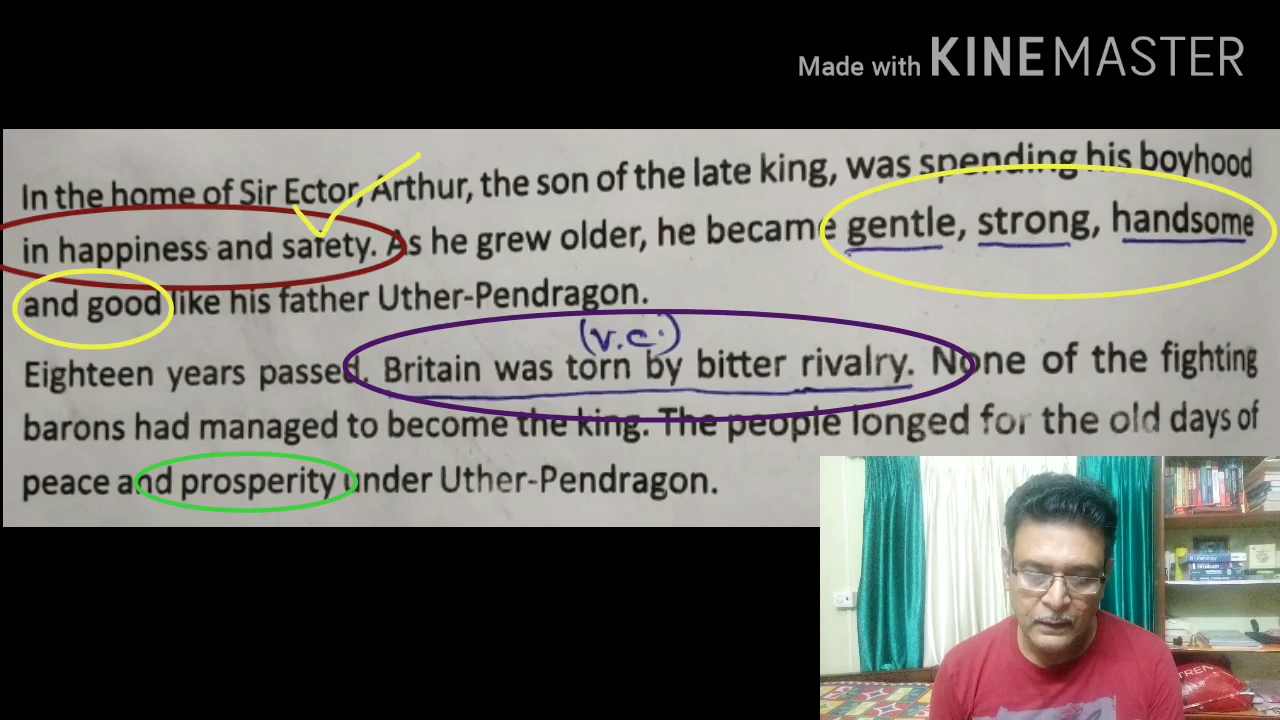 Made with KINEMASTER
In the home of Sir Ector, Arthur, the son of the late king, was spending his boyhood
in happiness and safety. As he grew older, he became gentle, strong, handsome
and good like his father Uther-Pendragon.
(v.c.)
Eighteen years passed. Britain was torn by bitter rivalry. None of the fighting
barons had managed to become the king. The people longed for the old days of
peace and prosperity under Uther-Pendragon.